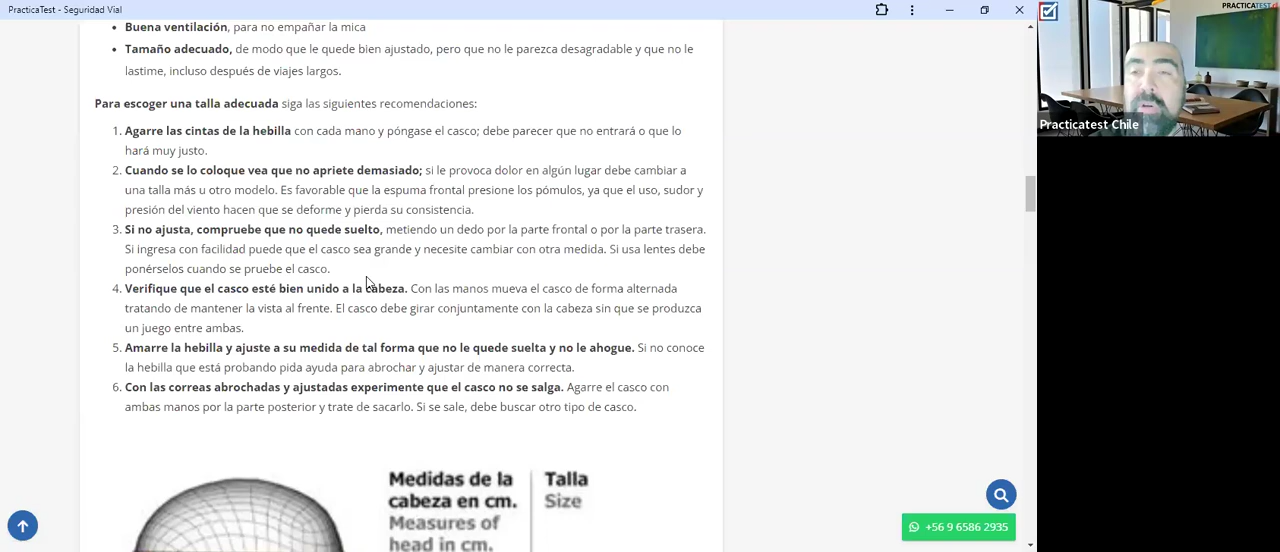 PracticaTest - Seguridad Vial
PRACTICATEST
• Buena ventilación, para no empañar la mica
• Tamaño adecuado, de modo que le quede bien ajustado, pero que no le parezca desagradable y que no le
lastime, incluso después de viajes largos.
Para escoger una talla adecuada siga las siguientes recomendaciones:
1. Agarre las cintas de la hebilla con cada mano y póngase el casco; debe parecer que no entrará o que lo
hará muy justo.
2. Cuando se lo coloque vea que no apriete demasiado; si le provoca dolor en algún lugar debe cambiar a
una talla más u otro modelo. Es favorable que la espuma frontal presione los pómulos, ya que el uso, sudor y
presión del viento hacen que se deforme y pierda su consistencia.
3. Si no ajusta, compruebe que no quede suelto, metiendo un dedo por la parte frontal o por la parte trasera.
Si ingresa con facilidad puede que el casco sea grande y necesite cambiar con otra medida. Si usa lentes debe
ponérselos cuando se pruebe el casco.
4. Verifique que el casco esté bien unido a la cabeza. Con las manos mueva el casco de forma alternada
tratando de mantener la vista al frente. El casco debe girar conjuntamente con la cabeza sin que se produzca
un juego entre ambas.
5. Amarre la hebilla y ajuste a su medida de tal forma que no le quede suelta y no le ahogue. Si no conoce
la hebilla que está probando pida ayuda para abrochar y ajustar de manera correcta.
6. Con las correas abrochadas y ajustadas experimente que el casco no se salga. Agarre el casco con
ambas manos por la parte posterior y trate de sacarlo. Si se sale, debe buscar otro tipo de casco.
Medidas de la
cabeza en cm.
Measures of
head in cm.
Talla
Size
+56 9 6586 2935
Practicatest Chile